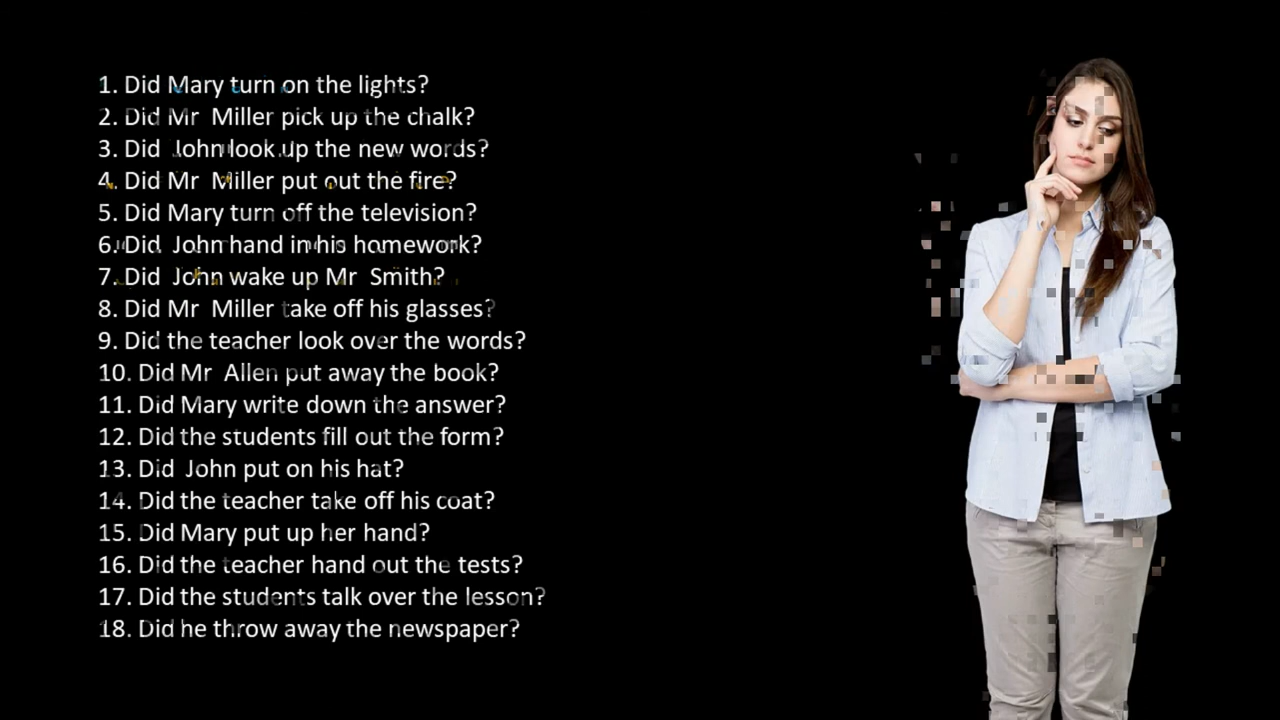 1. Did Mary turn on the lights?
2. Did Mr Miller pick up the chalk?
3. Did John look up the new words?
4. Did Mr Miller put out the fire?
5. Did Mary turn off the television?
6. Did John hand in his homework?
7. Did John wake up Mr Smith?
8. Did Mr Miller take off his glasses?
9. Did the teacher look over the words?
10. Did Mr Allen put away the book?
11. Did Mary write down the answer?
12. Did the students fill out the form?
13. Did John put on his hat?
14. Did the teacher take off his coat?
15. Did Mary put up her hand?
16. Did the teacher hand out the tests?
17. Did the students talk over the lesson?
18. Did he throw away the newspaper?